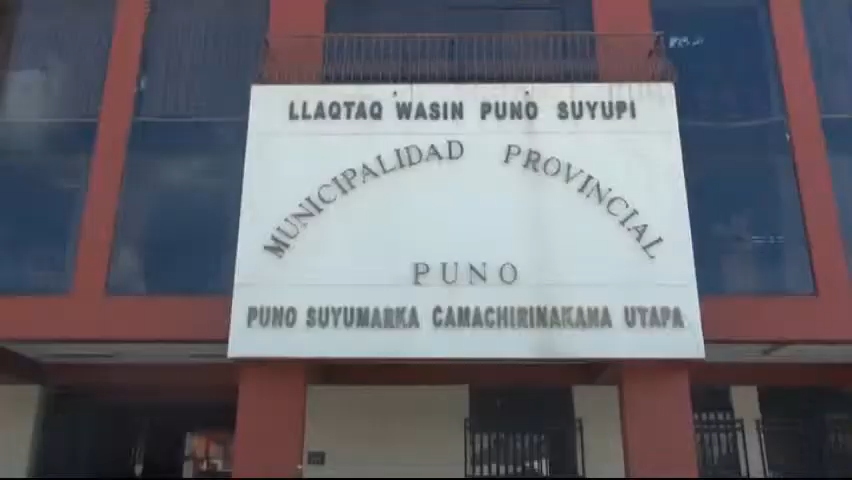 LLAQTAQ WASIN PUNO SUYUPI
MUNICIPALIDAD PROVINCIAL
PUNO
PUNO SUYUMARKA CAMACHIRINAKANA UTAPA